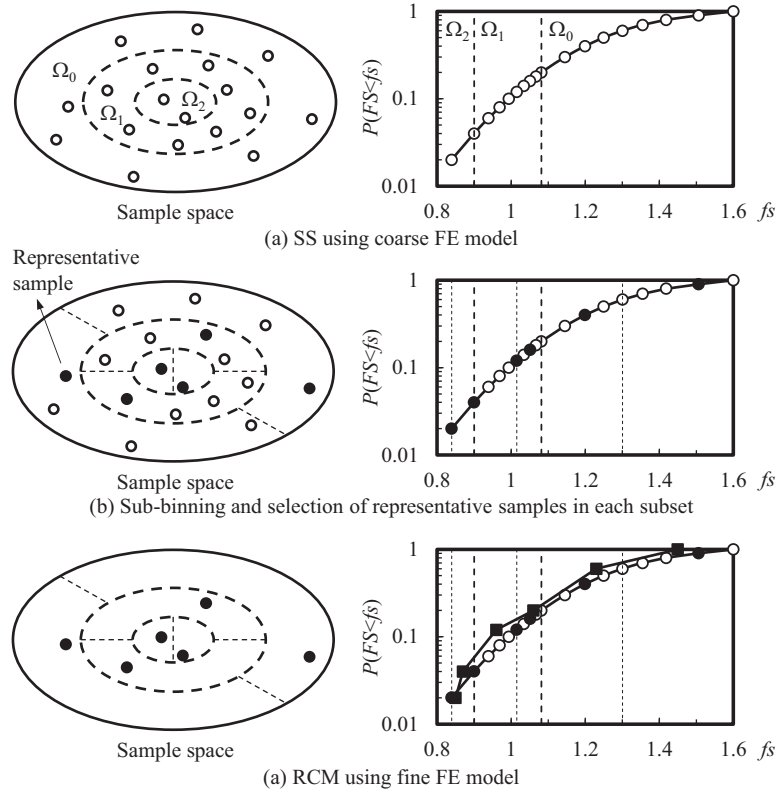 Ω0
Ω1
Ω2
Sample space
P(FS<fs)
1
0.1
0.01
Ω2 Ω1 Ω0
0.8 1 1.2 1.4 1.6 fs
(a) SS using coarse FE model
Representative
sample
Sample space
P(FS<fs)
1
0.1
0.01
0.8 1 1.2 1.4 1.6 fs
(b) Sub-binning and selection of representative samples in each subset
Sample space
P(FS<fs)
1
0.1
0.01
0.8 1 1.2 1.4 1.6 fs
(a) RCM using fine FE model